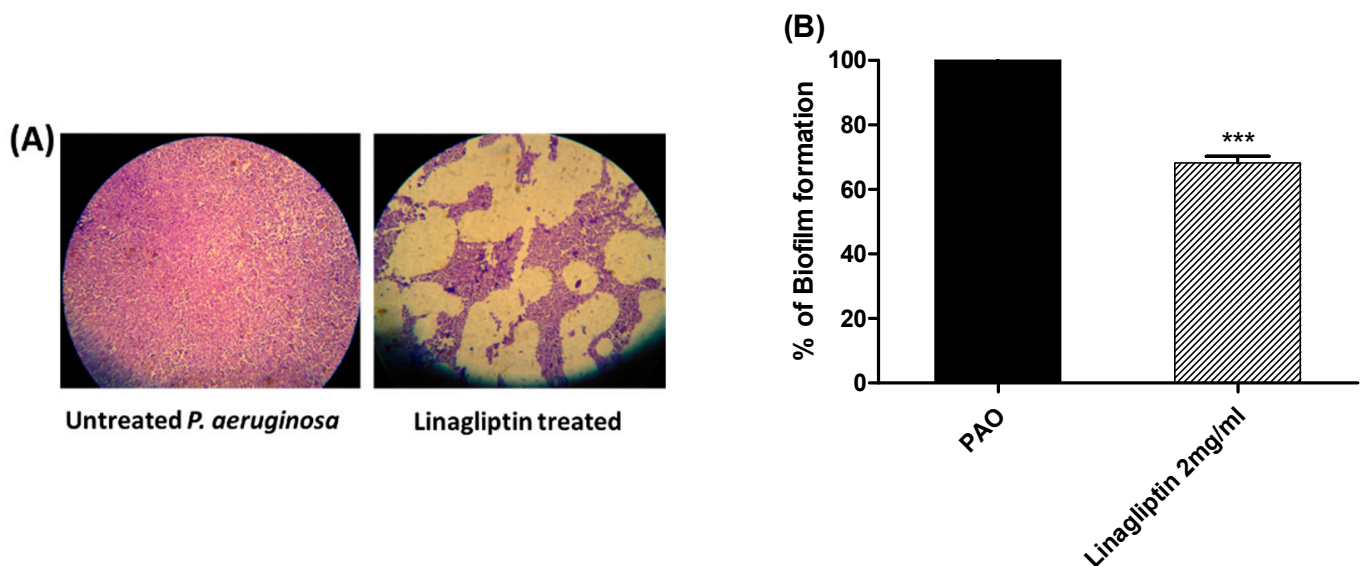 (A)
Untreated P. aeruginosa
Linagliptin treated
(B)
% of Biofilm formation
100
80
60
40
20
0
***
PAO
Linagliptin 2mg/ml